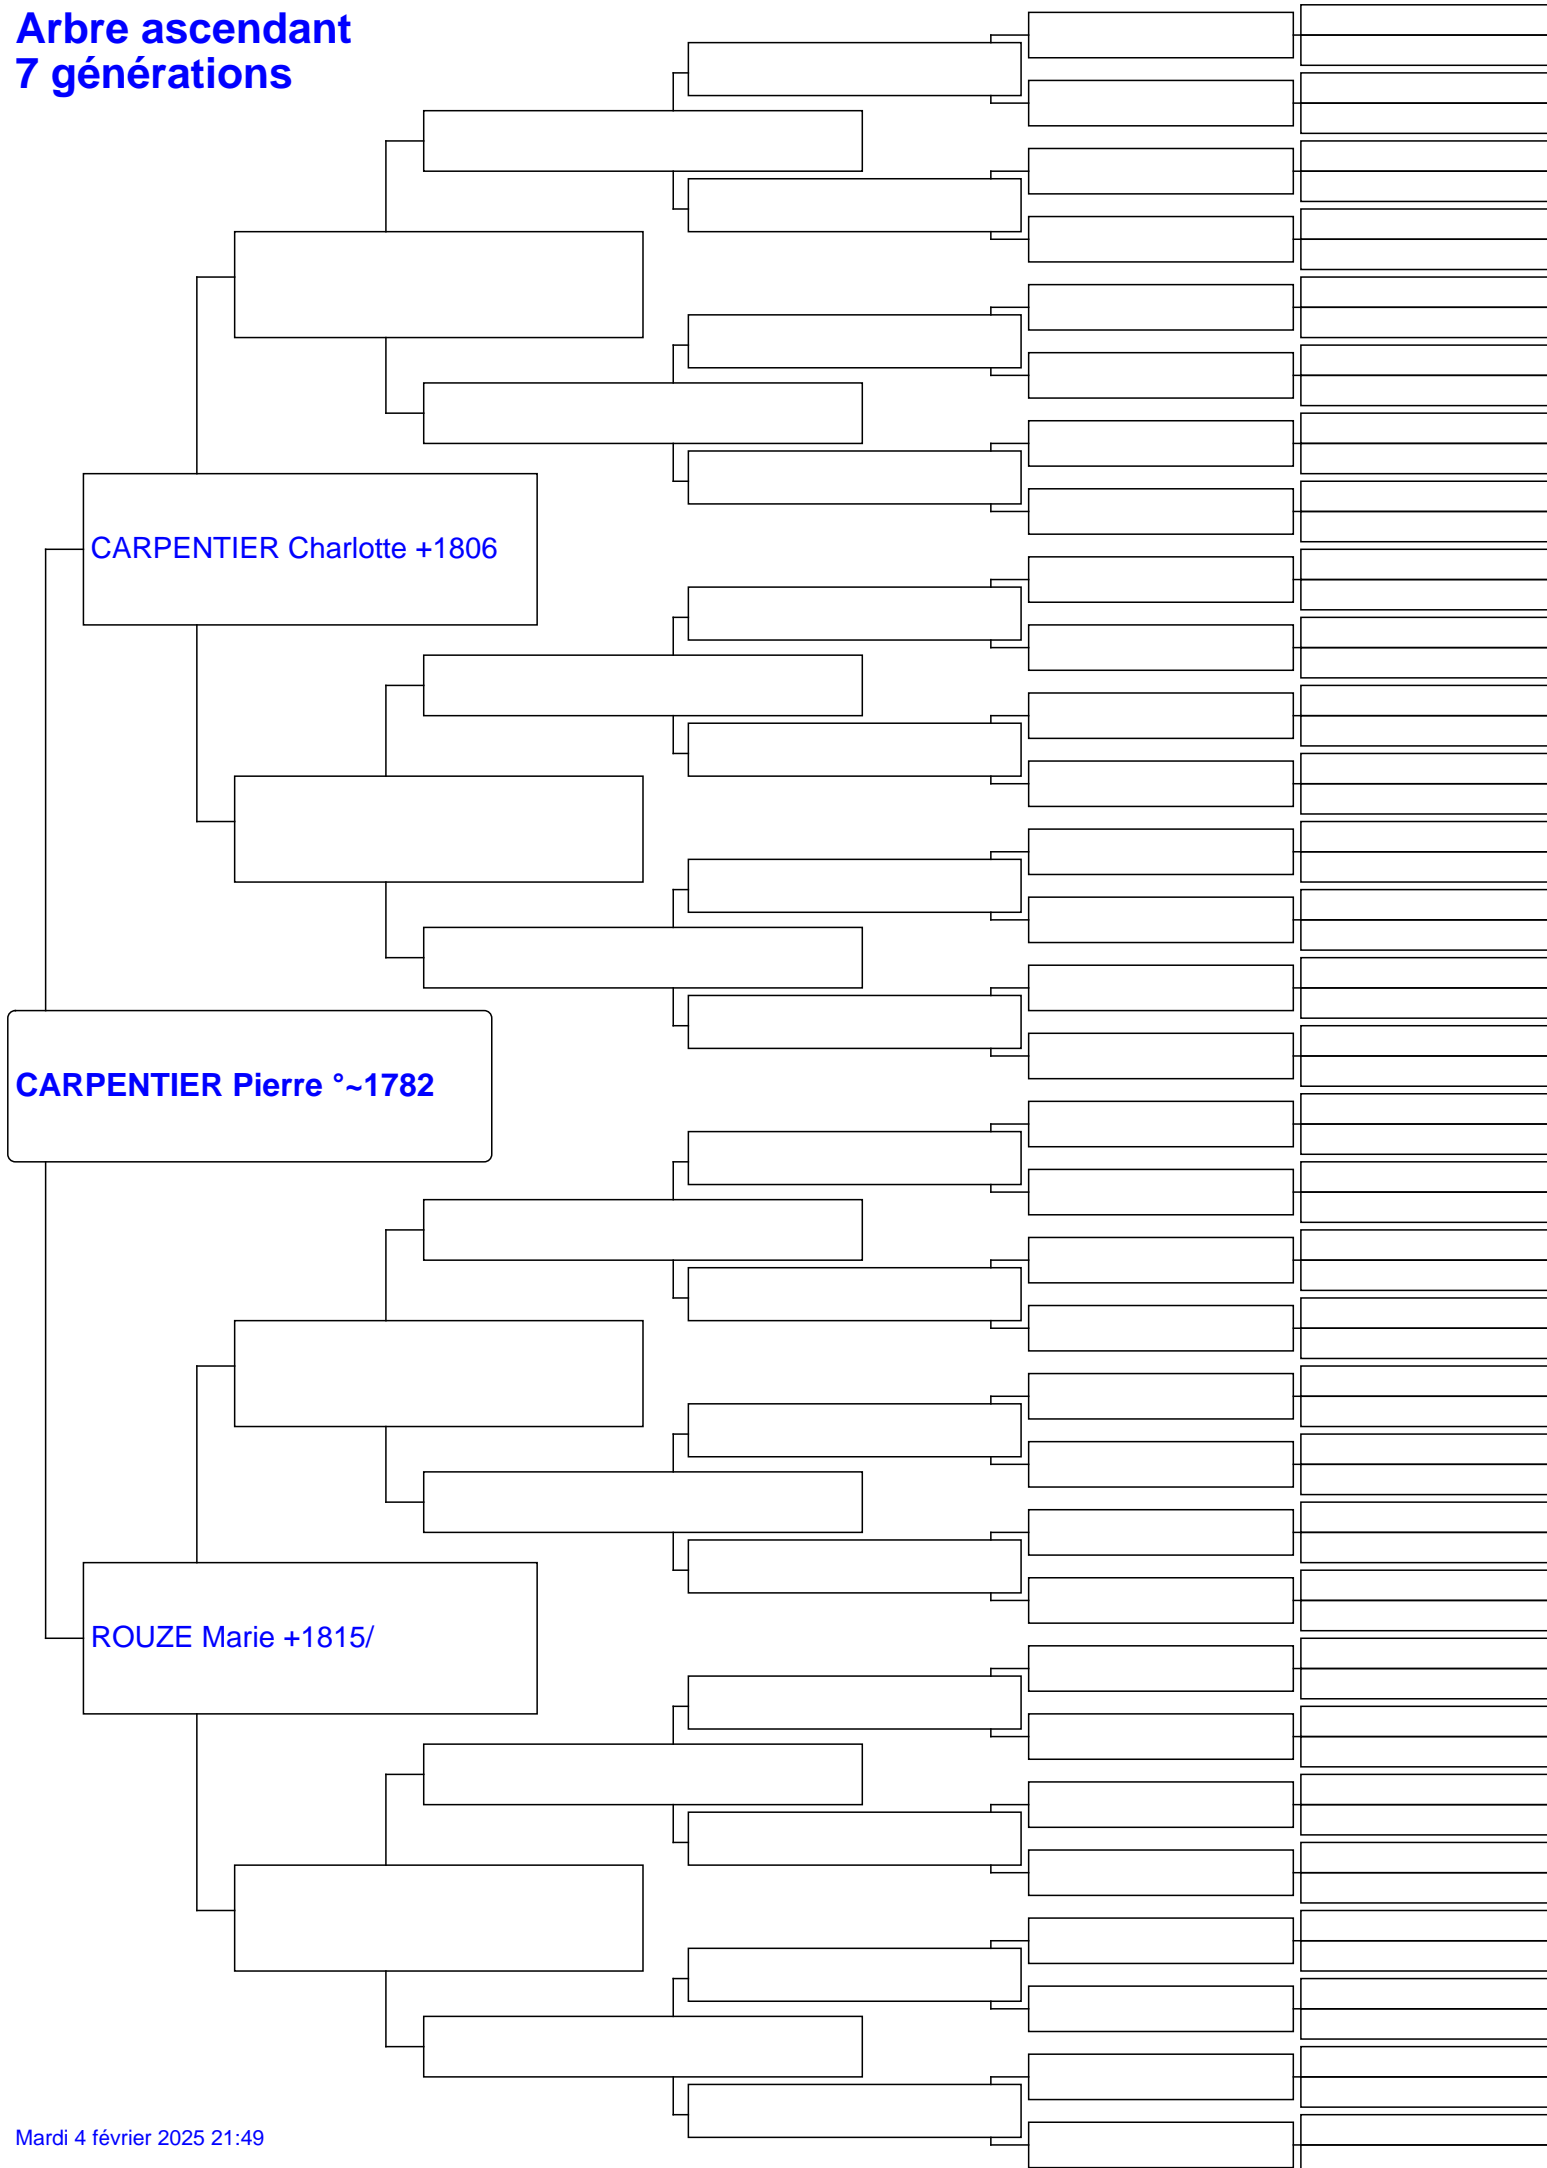 Arbre ascendant
7 générations
CARPENTIER Charlotte +1806
CARPENTIER Pierre °~1782
ROUZE Marie +1815/
Mardi 4 février 2025 21:49